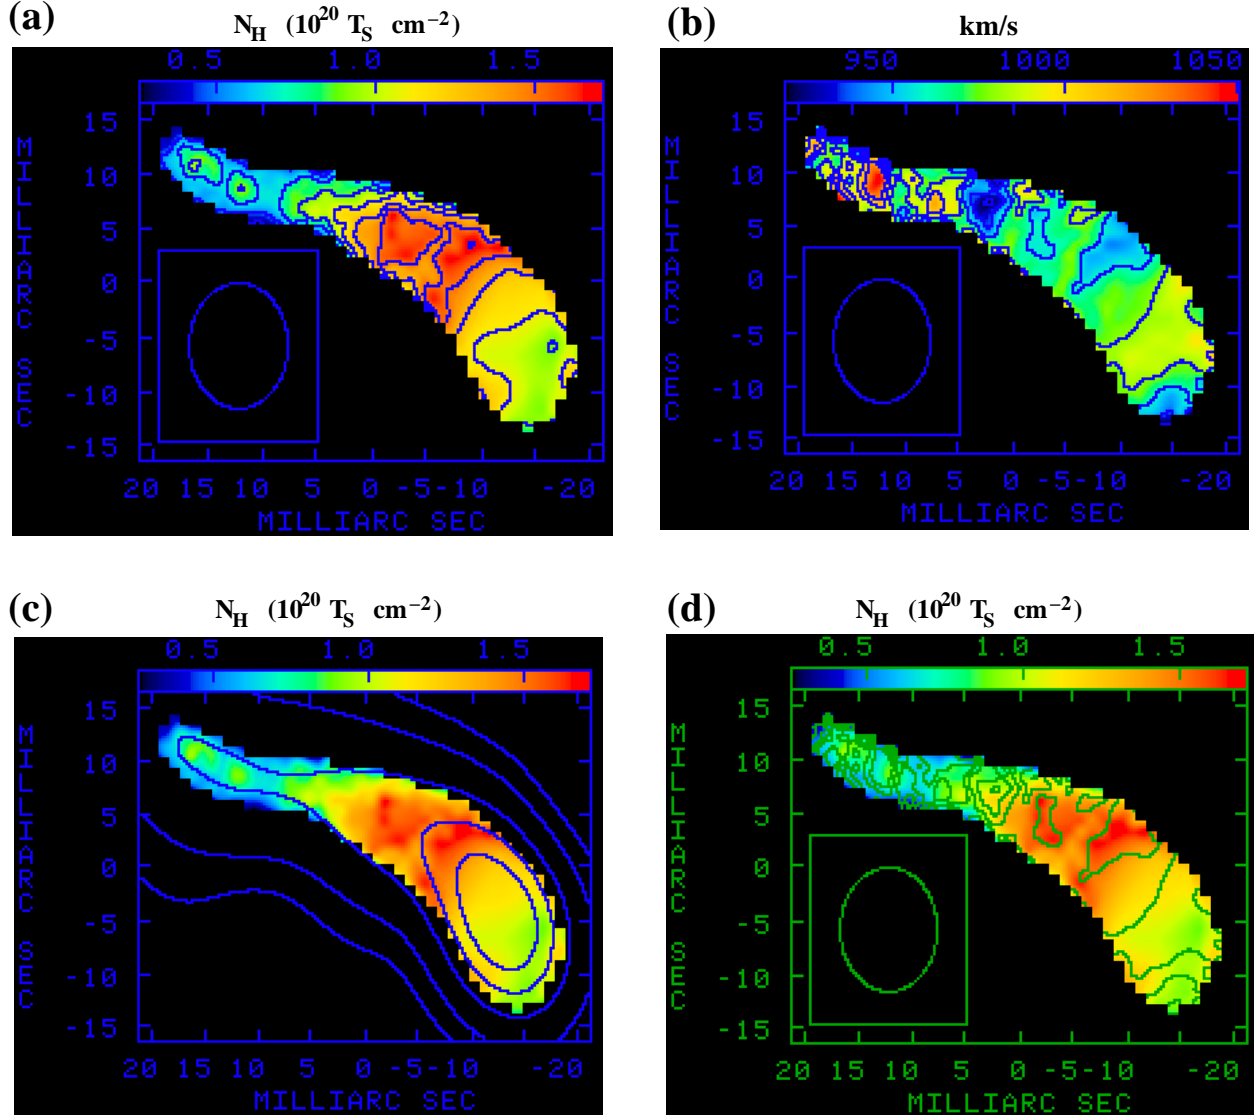 (a) N_H (10^20 T_S cm^−2)
0.5 1.0 1.5
15
10
5
0
-5
-10
-15
MILLIARC SEC
20 15 10 5 0 -5 -10 -20
MILLIARC SEC
(b) km/s
950 1000 1050
15
10
5
0
-5
-10
-15
MILLIARC SEC
20 15 10 5 0 -5 -10 -20
MILLIARC SEC
(c) N_H (10^20 T_S cm^−2)
0.5 1.0 1.5
15
10
5
0
-5
-10
-15
MILLIARC SEC
20 15 10 5 0 -5 -10 -20
MILLIARC SEC
(d) N_H (10^20 T_S cm^−2)
0.5 1.0 1.5
15
10
5
0
-5
-10
-15
MILLIARC SEC
20 15 10 5 0 -5 -10 -20
MILLIARC SEC